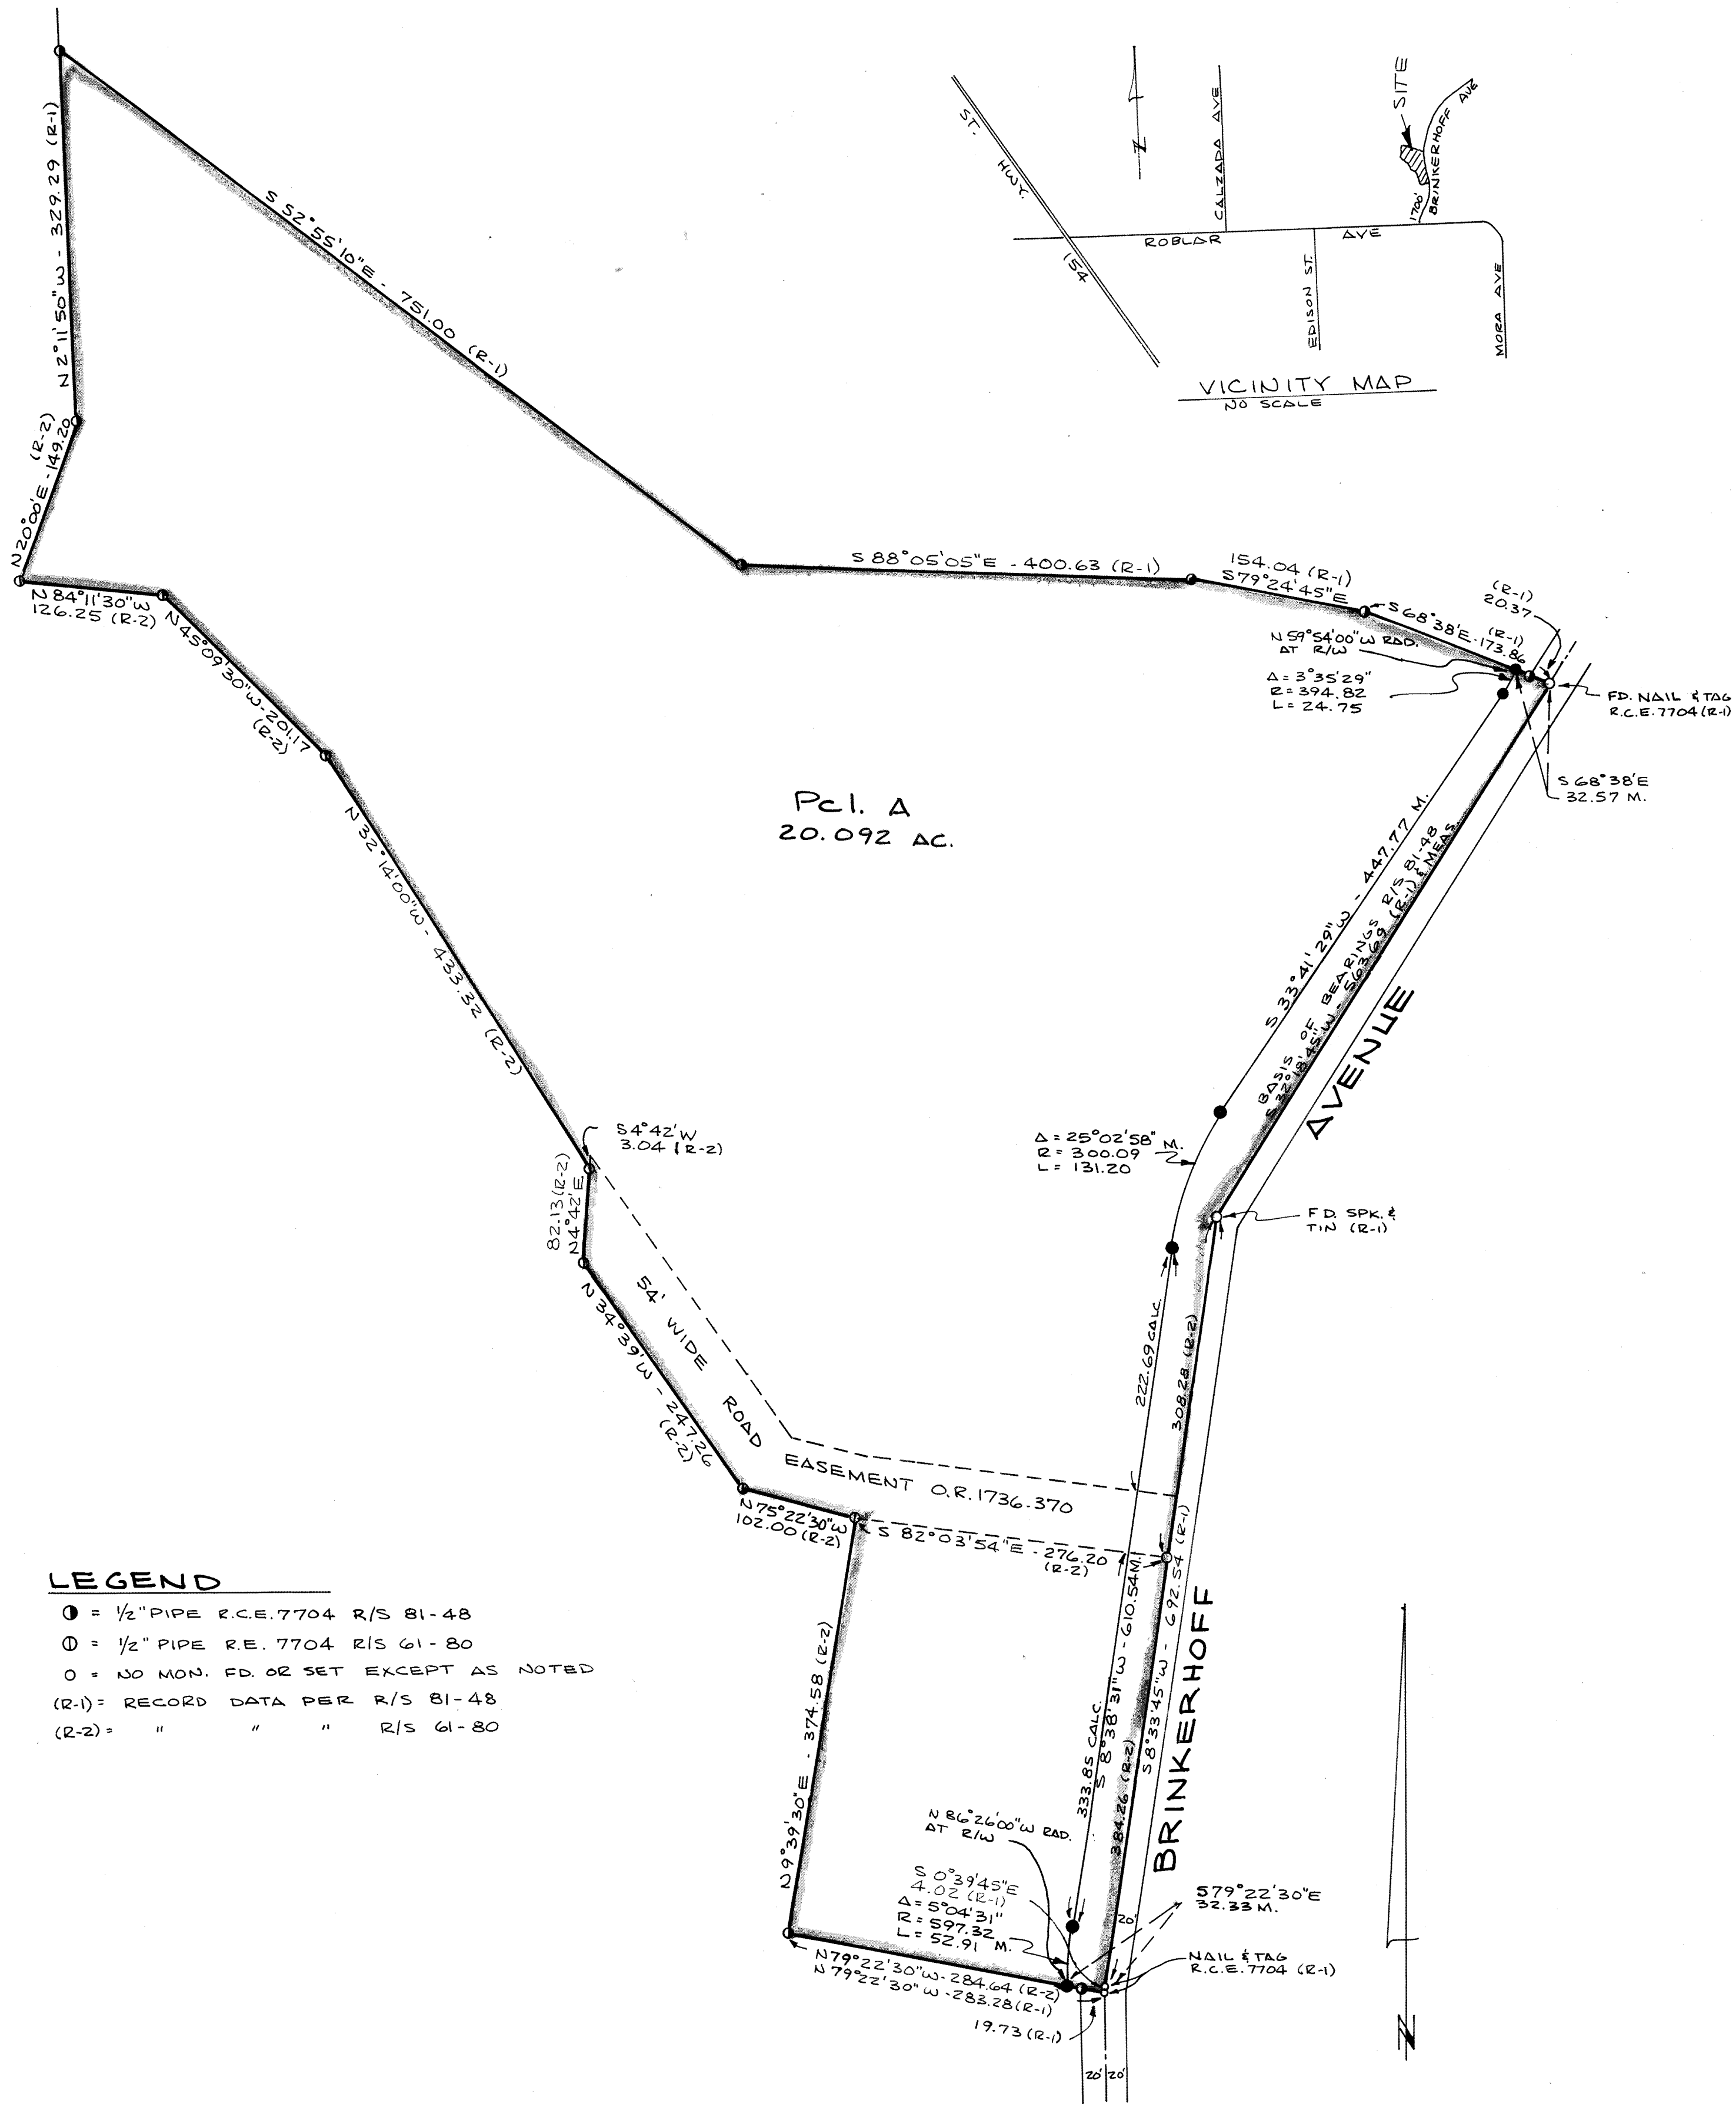 ST. HWY. 154
CALZADA AVE
SITE
BRINKERHOFF AVE
1700'
ROBLAR AVE
EDISON ST.
MORA AVE
N
VICINITY MAP
NO SCALE
N 2°11'50"W - 329.29 (R-1)
S 52°55'10"E - 751.00 (R-1)
N 20°00'E - 149.20
(R-2)
N 84°11'30"W
126.25 (R-2)
N 45°09'30"W - 201.17
(R-2)
S 88°05'05"E - 400.63 (R-1)
154.04 (R-1)
S 79°24'45"E
S 68°38'E - 173.86
(R-1)
(R-1)
20.37
N 59°54'00"W RAD.
AT R/W
Δ = 3°35'29"
R = 394.82
L = 24.75
FD. NAIL & TAG
R.C.E. 7704 (R-1)
S 68°38'E
32.57 M.
Pcl. A
20.092 AC.
N 32°14'00"W - 433.32 (R-2)
S 33°41'29"W - 447.77 M.
BASIS OF BEARINGS R/S 81-48
S 32°18'45"W - 563.69 (R-1) & MEAS.
AVENUE
S 4°42'W
3.04 (R-2)
82.13 (R-2)
N 4°42'E
Δ = 25°02'58"
R = 300.09 M.
L = 131.20
FD. SPK. &
TIN (R-1)
N 34°39'W - 247.26
(R-2)
54' WIDE ROAD
EASEMENT O.R. 1736-370
222.69 CALC.
308.28 (R-2)
N 75°22'30"W
102.00 (R-2)
S 82°03'54"E - 276.20
(R-2)
LEGEND
= 1/2" PIPE R.C.E. 7704 R/S 81-48
= 1/2" PIPE R.E. 7704 R/S 61-80
= NO MON. FD. OR SET EXCEPT AS NOTED
(R-1) = RECORD DATA PER R/S 81-48
(R-2) = " " " R/S 61-80
N 9°39'30"E - 374.58 (R-2)
333.85 CALC.
S 8°38'31"W - 610.54 M.
384.26 (R-2)
S 8°33'45"W - 692.54 (R-1)
BRINKERHOFF
N 86°26'00"W RAD.
AT R/W
S 0°39'45"E
4.02 (R-1)
Δ = 5°04'31"
R = 597.32
L = 52.91 M.
20'
S 79°22'30"E
32.33 M.
NAIL & TAG
R.C.E. 7704 (R-1)
N 79°22'30"W - 284.64 (R-2)
N 79°22'30"W - 283.28 (R-1)
19.73 (R-1)
20' 20'
N